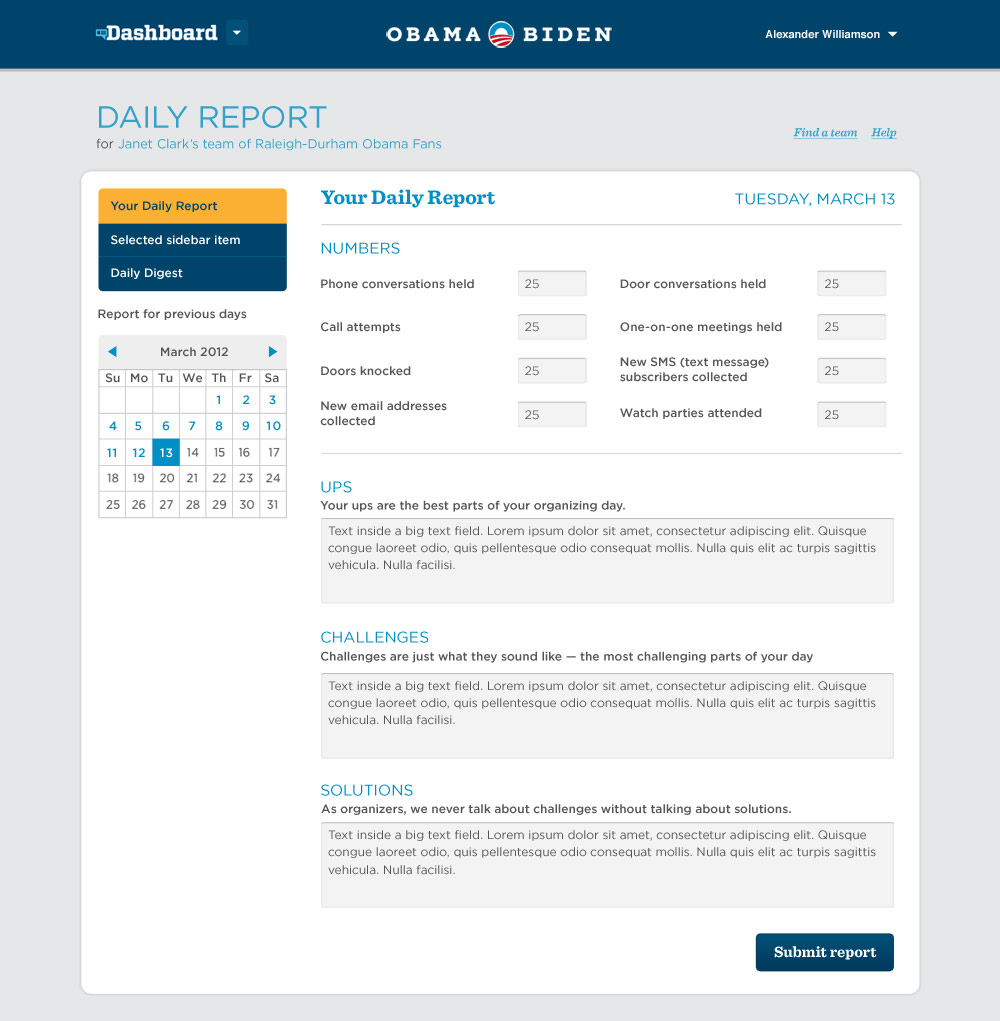 Dashboard
OBAMA BIDEN
Alexander Williamson
DAILY REPORT
for Janet Clark's team of Raleigh-Durham Obama Fans
Find a team Help
Your Daily Report
Selected sidebar item
Daily Digest
Report for previous days
March 2012
Su Mo Tu We Th Fr Sa
1 2 3
4 5 6 7 8 9 10
11 12 13 14 15 16 17
18 19 20 21 22 23 24
25 26 27 28 29 30 31
Your Daily Report
TUESDAY, MARCH 13
NUMBERS
Phone conversations held 25
Door conversations held 25
Call attempts 25
One-on-one meetings held 25
Doors knocked 25
New SMS (text message)
subscribers collected 25
New email addresses
collected 25
Watch parties attended 25
UPS
Your ups are the best parts of your organizing day.
Text inside a big text field. Lorem ipsum dolor sit amet, consectetur adipiscing elit. Quisque
congue laoreet odio, quis pellentesque odio consequat mollis. Nulla quis elit ac turpis sagittis
vehicula. Nulla facilisi.
CHALLENGES
Challenges are just what they sound like — the most challenging parts of your day
Text inside a big text field. Lorem ipsum dolor sit amet, consectetur adipiscing elit. Quisque
congue laoreet odio, quis pellentesque odio consequat mollis. Nulla quis elit ac turpis sagittis
vehicula. Nulla facilisi.
SOLUTIONS
As organizers, we never talk about challenges without talking about solutions.
Text inside a big text field. Lorem ipsum dolor sit amet, consectetur adipiscing elit. Quisque
congue laoreet odio, quis pellentesque odio consequat mollis. Nulla quis elit ac turpis sagittis
vehicula. Nulla facilisi.
Submit report